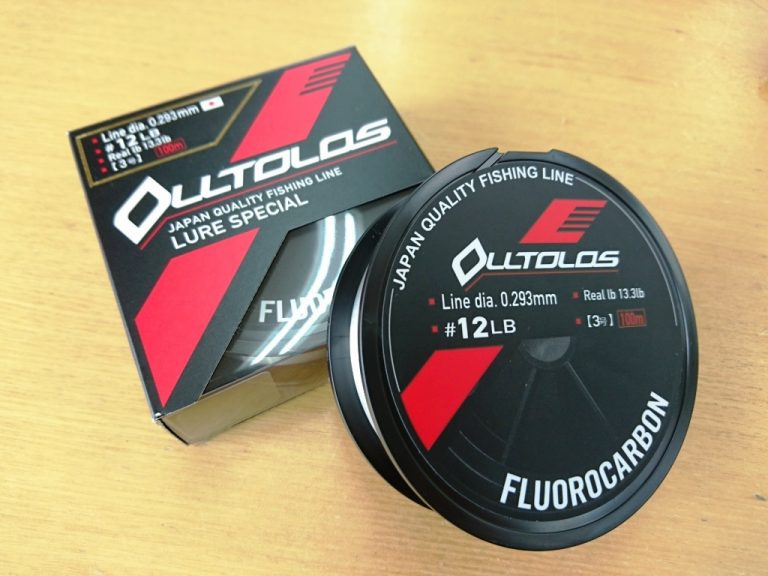 Line dia. 0.293mm
#12LB
Real lb 13.3lb
【3号】 100m
OLLTOLOS
JAPAN QUALITY FISHING LINE
LURE SPECIAL
FLUORO
JAPAN QUALITY FISHING LINE
OLLTOLOS
Line dia. 0.293mm
Real lb 13.3lb
#12LB
【3号】 100m
FLUOROCARBON